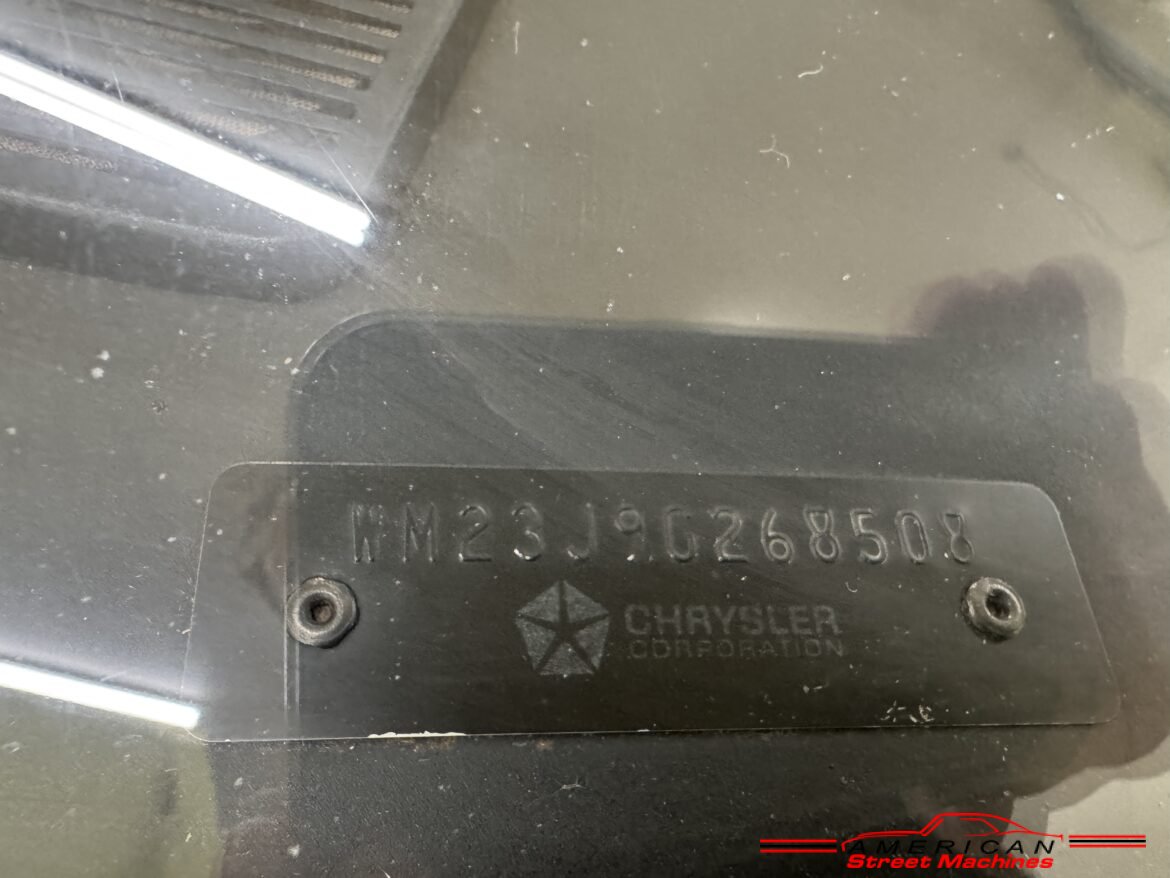 WM23J9G268508
CHRYSLER
CORPORATION
AMERICAN
Street Machines